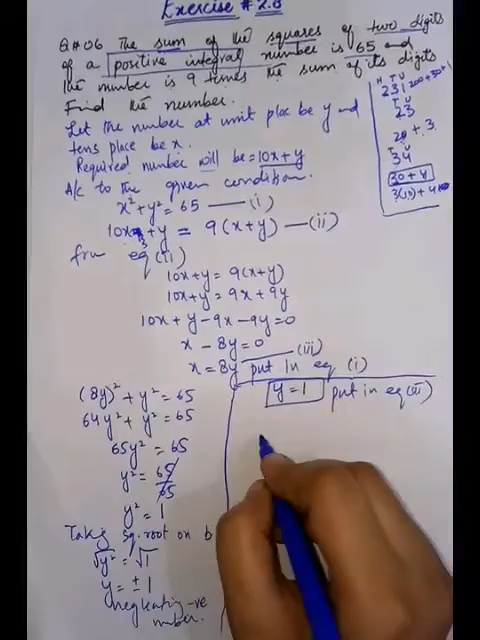 Exercise # 2.8
Q#06 The sum of the squares of two digits
of a positive integral number is 65 and
the number is 9 times the sum of its digits
Find the number.
Let the number at unit place be y and
tens place be x.
Required number will be = 10x+y
A/c to the given condition.
x² + y² = 65 — (i)
10x + y = 9(x+y) — (ii)
from eq (ii)
10x+y = 9(x+y)
10x+y = 9x + 9y
10x + y - 9x - 9y = 0
x - 8y = 0
x = 8y — (iii)
put in eq (i)
(8y)² + y² = 65
64y² + y² = 65
65y² = 65
y² = 65/65
y² = 1
Taking sq. root on b
√y² = √1
y = ± 1
neglecting -ve
number.
y = 1 put in eq (iii)
H T U
231 200+30+1
T U
23
20 + 3
T U
34
30 + 4